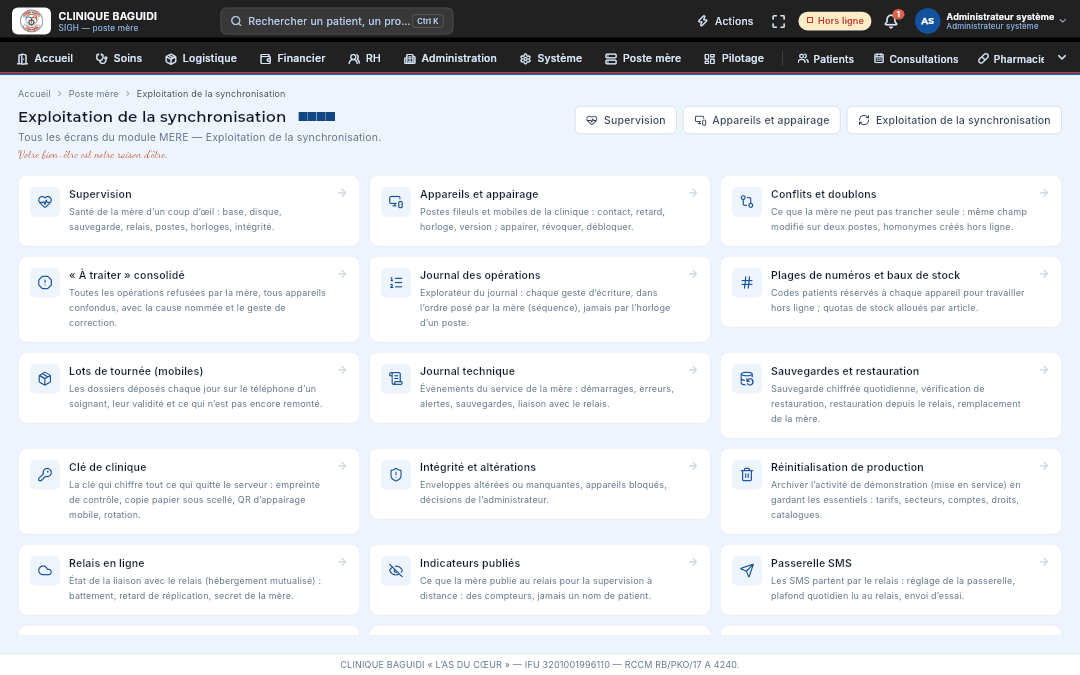 CLINIQUE BAGUIDI
SIGH — poste mère
Rechercher un patient, un pro... Ctrl K
Actions
Hors ligne
1
AS
Administrateur système
Administrateur système
Accueil
Soins
Logistique
Financier
RH
Administration
Système
Poste mère
Pilotage
Patients
Consultations
Pharmacie
Accueil > Poste mère > Exploitation de la synchronisation
Exploitation de la synchronisation
Tous les écrans du module MERE — Exploitation de la synchronisation.
Votre bien-être est notre raison d'être.
Supervision
Appareils et appairage
Exploitation de la synchronisation
Supervision
Santé de la mère d'un coup d'œil : base, disque,
sauvegarde, relais, postes, horloges, intégrité.
Appareils et appairage
Postes fileuls et mobiles de la clinique : contact, retard,
horloge, version ; appairer, révoquer, débloquer.
Conflits et doublons
Ce que la mère ne peut pas trancher seule : même champ
modifié sur deux postes, homonymes créés hors ligne.
« À traiter » consolidé
Toutes les opérations refusées par la mère, tous appareils
confondus, avec la cause nommée et le geste de
correction.
Journal des opérations
Explorateur du journal : chaque geste d'écriture, dans
l'ordre posé par la mère (séquence), jamais par l'horloge
d'un poste.
Plages de numéros et baux de stock
Codes patients réservés à chaque appareil pour travailler
hors ligne ; quotas de stock alloués par article.
Lots de tournée (mobiles)
Les dossiers déposés chaque jour sur le téléphone d'un
soignant, leur validité et ce qui n'est pas encore remonté.
Journal technique
Évènements du service de la mère : démarrages, erreurs,
alertes, sauvegardes, liaison avec le relais.
Sauvegardes et restauration
Sauvegarde chiffrée quotidienne, vérification de
restauration, restauration depuis le relais, remplacement
de la mère.
Clé de clinique
La clé qui chiffre tout ce qui quitte le serveur : empreinte
de contrôle, copie papier sous scellé, QR d'appairage
mobile, rotation.
Intégrité et altérations
Enveloppes altérées ou manquantes, appareils bloqués,
décisions de l'administrateur.
Réinitialisation de production
Archiver l'activité de démonstration (mise en service) en
gardant les essentiels : tarifs, secteurs, comptes, droits,
catalogues.
Relais en ligne
État de la liaison avec le relais (hébergement mutualisé) :
battement, retard de réplication, secret de la mère.
Indicateurs publiés
Ce que la mère publie au relais pour la supervision à
distance : des compteurs, jamais un nom de patient.
Passerelle SMS
Les SMS partent par le relais : réglage de la passerelle,
plafond quotidien lu au relais, envoi d'essai.
CLINIQUE BAGUIDI « L'AS DU CŒUR » — IFU 3201001996110 — RCCM RB/PKO/17 A 4240.